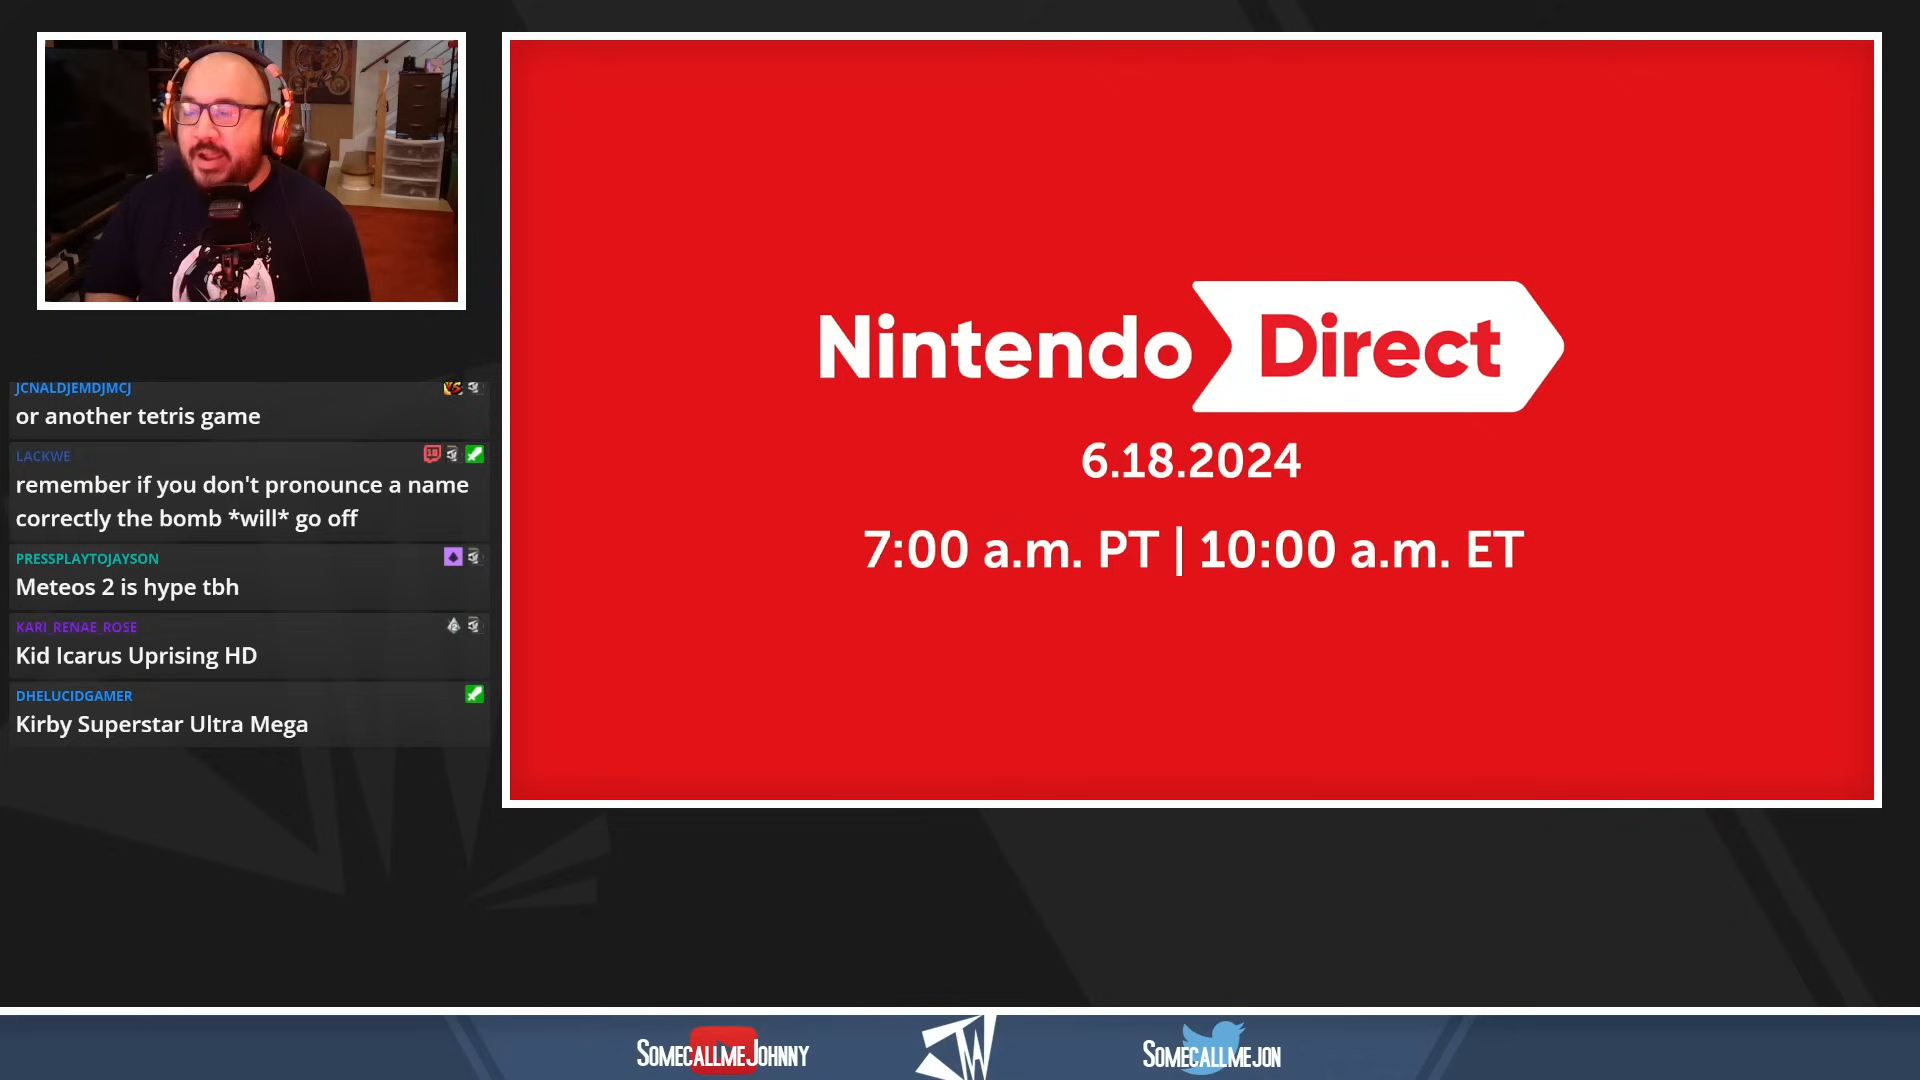 JCNALDJEMDJMCJ
or another tetris game
LACKWE
remember if you don't pronounce a name
correctly the bomb *will* go off
PRESSPLAYTOJAYSON
Meteos 2 is hype tbh
KARI_RENAE_ROSE
Kid Icarus Uprising HD
DHELUCIDGAMER
Kirby Superstar Ultra Mega
Nintendo Direct
6.18.2024
7:00 a.m. PT | 10:00 a.m. ET
SOMECALLMEJOHNNY
SOMECALLMEJON